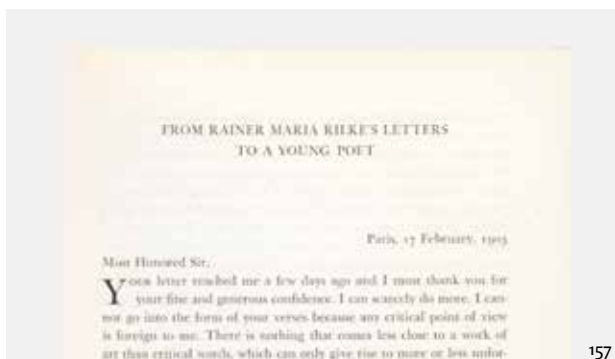 FROM RAINER MARIA RILKE'S LETTERS
TO A YOUNG POET
Paris, 17 February, 1903
Most Honored Sir,
Your letter reached me a few days ago and I must thank you for
your fine and generous confidence. I can scarcely do more. I can-
not go into the form of your verses because any critical point of view
is foreign to me. There is nothing that comes less close to a work of
art than critical words, which can only give rise to more or less unfor-
157